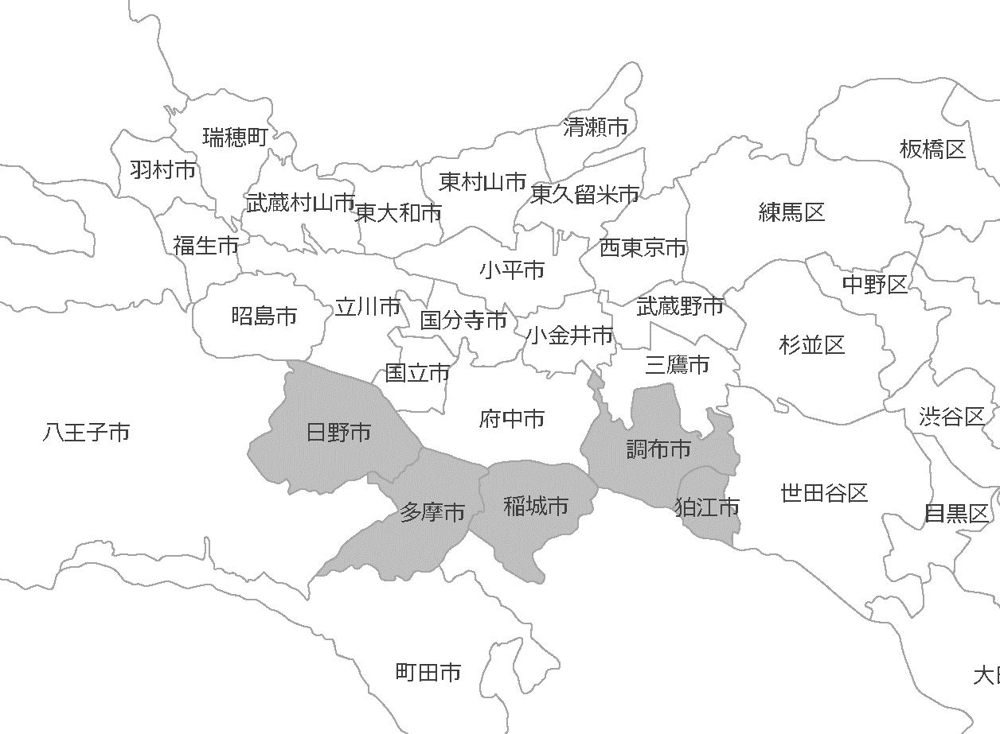 清瀬市
瑞穂町
板橋区
羽村市
東村山市
東久留米市
武蔵村山市
東大和市
練馬区
福生市
西東京市
小平市
中野区
立川市
武蔵野市
昭島市
国分寺市
小金井市
杉並区
三鷹市
国立市
渋谷区
府中市
八王子市
日野市
調布市
世田谷区
多摩市
稲城市
狛江市
目黒区
町田市
大